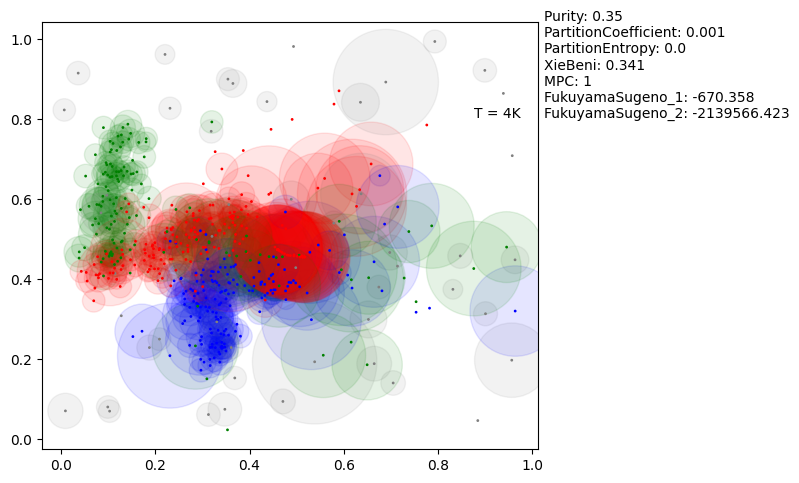 Purity: 0.35
PartitionCoefficient: 0.001
PartitionEntropy: 0.0
XieBeni: 0.341
MPC: 1
FukuyamaSugeno_1: -670.358
FukuyamaSugeno_2: -2139566.423
T = 4K
1.0
0.8
0.6
0.4
0.2
0.0
0.0 0.2 0.4 0.6 0.8 1.0